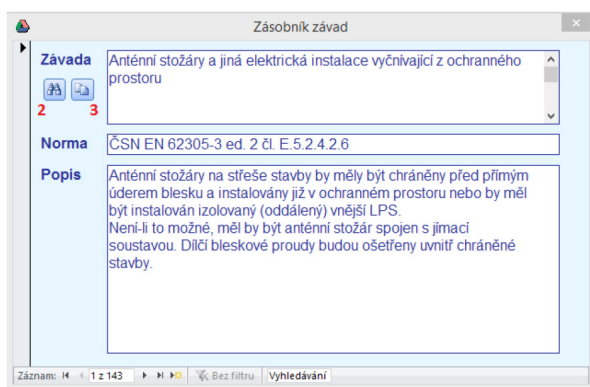 Zásobník závad
Závada
Anténní stožáry a jiná elektrická instalace vyčnívající z ochranného
prostoru
2 3
Norma
ČSN EN 62305-3 ed. 2 čl. E.5.2.4.2.6
Popis
Anténní stožáry na střeše stavby by měly být chráněny před přímým
úderem blesku a instalovány již v ochranném prostoru nebo by měl
být instalován izolovaný (oddálený) vnější LPS.
Není-li to možné, měl by být anténní stožár spojen s jímací
soustavou. Dílčí bleskové proudy budou ošetřeny uvnitř chráněné
stavby.
Záznam: 1 z 143 Bez filtru Vyhledávání